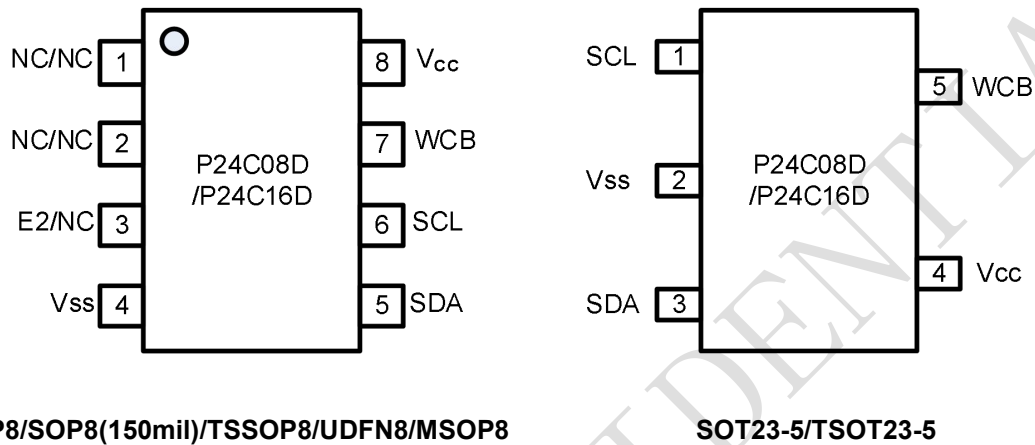 NC/NC 1
NC/NC 2
E2/NC 3
Vss 4
P24C08D
/P24C16D
8 Vcc
7 WCB
6 SCL
5 SDA
P8/SOP8(150mil)/TSSOP8/UDFN8/MSOP8
SCL 1
Vss 2
SDA 3
P24C08D
/P24C16D
5 WCB
4 Vcc
SOT23-5/TSOT23-5